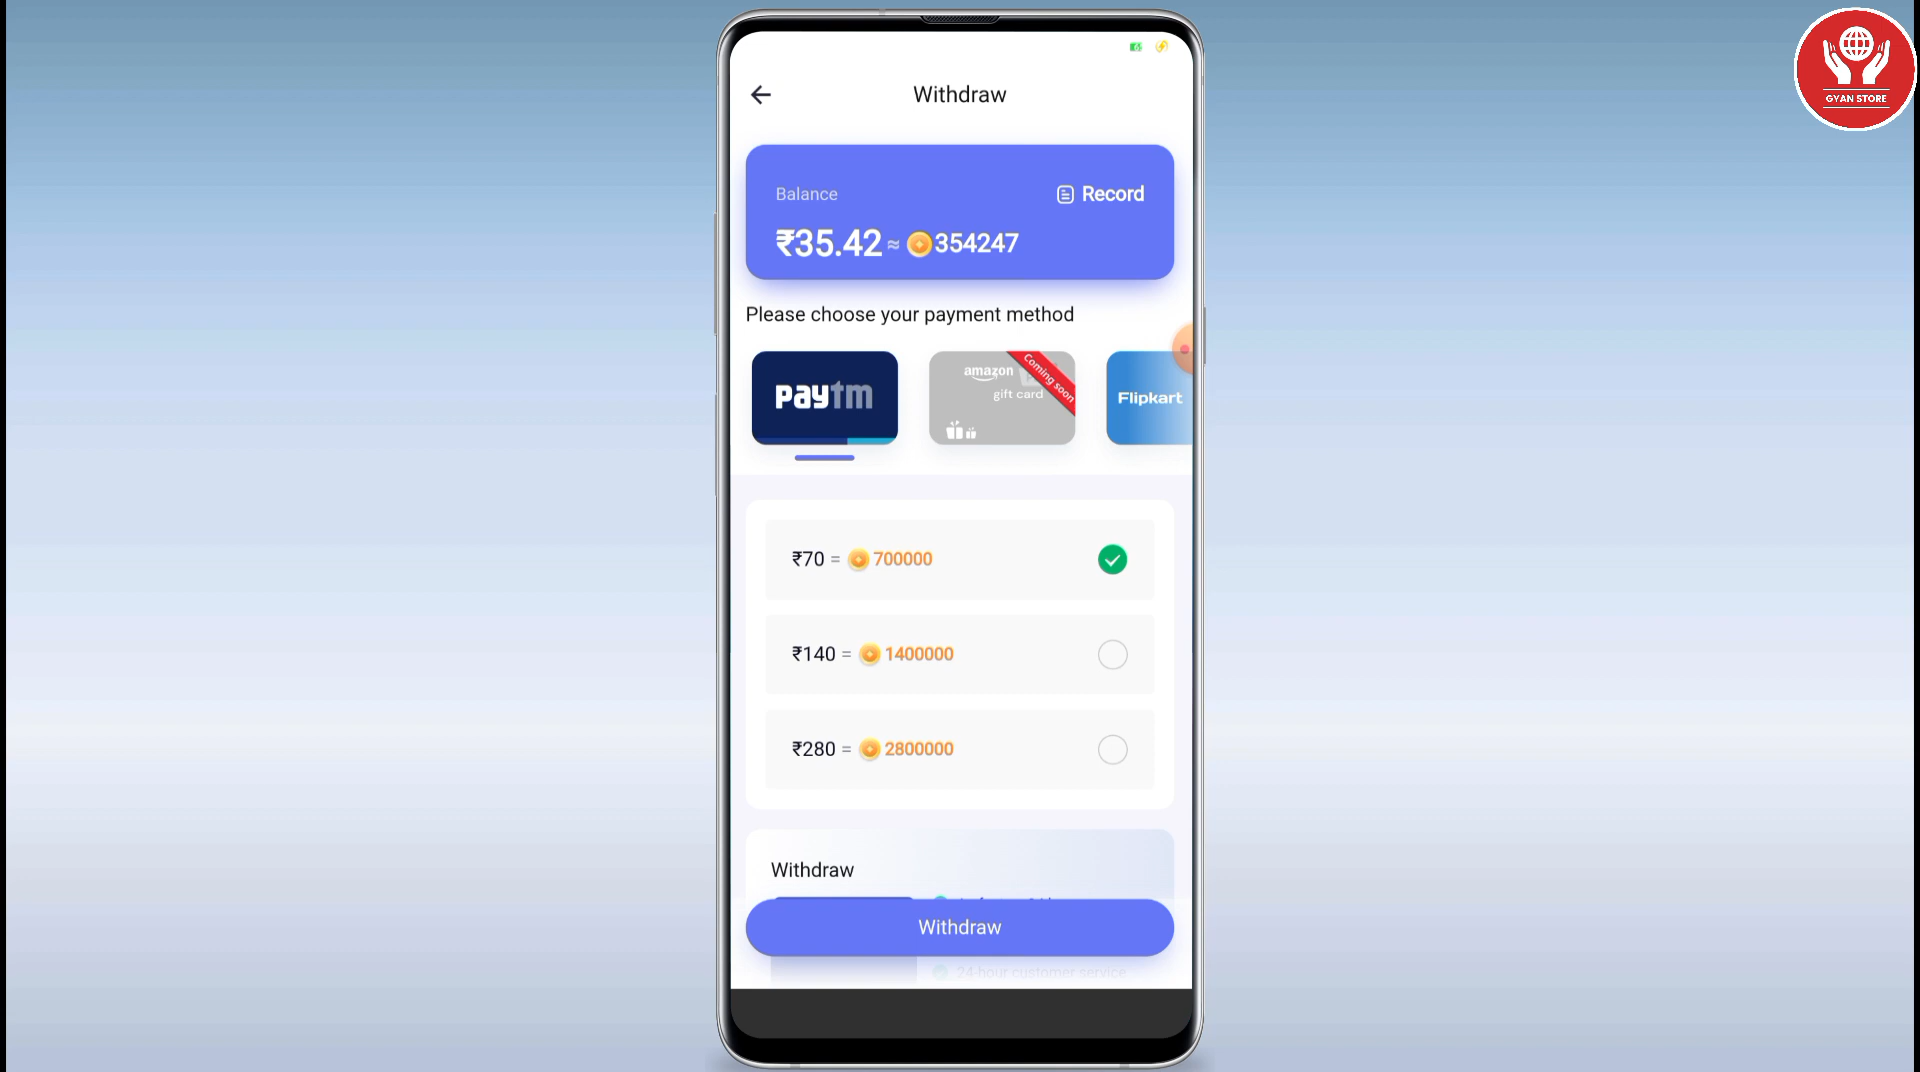 GYAN STORE
Withdraw
Balance
Record
₹35.42 ≈ 354247
Please choose your payment method
paytm
amazon
gift card
Coming soon
Flipkart
₹70 = 700000
₹140 = 1400000
₹280 = 2800000
Withdraw
Withdraw
24-hour customer service